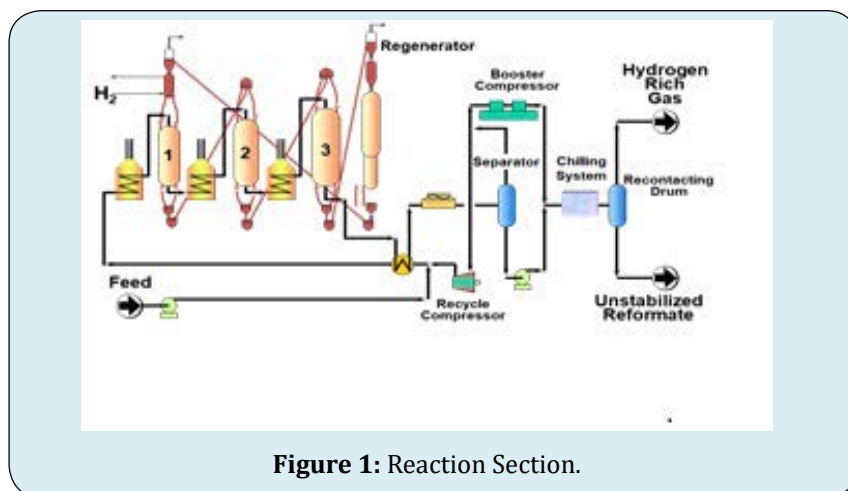 Regenerator
H2
1
2
3
Booster
Compressor
Hydrogen
Rich
Gas
Separator
Chilling
System
Recontacting
Drum
Feed
Recycle
Compressor
Unstabilized
Reformate
Figure 1: Reaction Section.